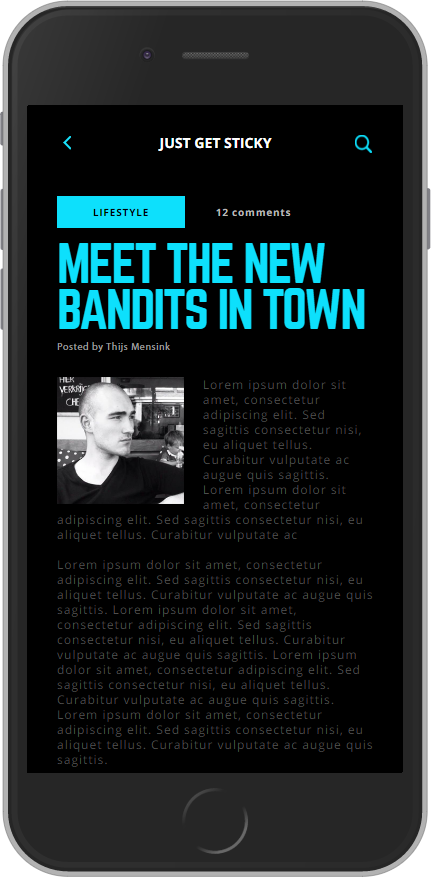 JUST GET STICKY
LIFESTYLE
12 comments
MEET THE NEW
BANDITS IN TOWN
Posted by Thijs Mensink
HIER
CHE
Lorem ipsum dolor sit
amet, consectetur
adipiscing elit. Sed
sagittis consectetur nisi,
eu aliquet tellus.
Curabitur vulputate ac
augue quis sagittis.
Lorem ipsum dolor sit
amet, consectetur
adipiscing elit. Sed sagittis consectetur nisi, eu
aliquet tellus. Curabitur vulputate ac
Lorem ipsum dolor sit amet, consectetur
adipiscing elit. Sed sagittis consectetur nisi, eu
aliquet tellus. Curabitur vulputate ac augue quis
sagittis. Lorem ipsum dolor sit amet,
consectetur adipiscing elit. Sed sagittis
consectetur nisi, eu aliquet tellus. Curabitur
vulputate ac augue quis sagittis. Lorem ipsum
dolor sit amet, consectetur adipiscing elit. Sed
sagittis consectetur nisi, eu aliquet tellus.
Curabitur vulputate ac augue quis sagittis.
Lorem ipsum dolor sit amet, consectetur
adipiscing elit. Sed sagittis consectetur nisi, eu
aliquet tellus. Curabitur vulputate ac augue quis
sagittis.